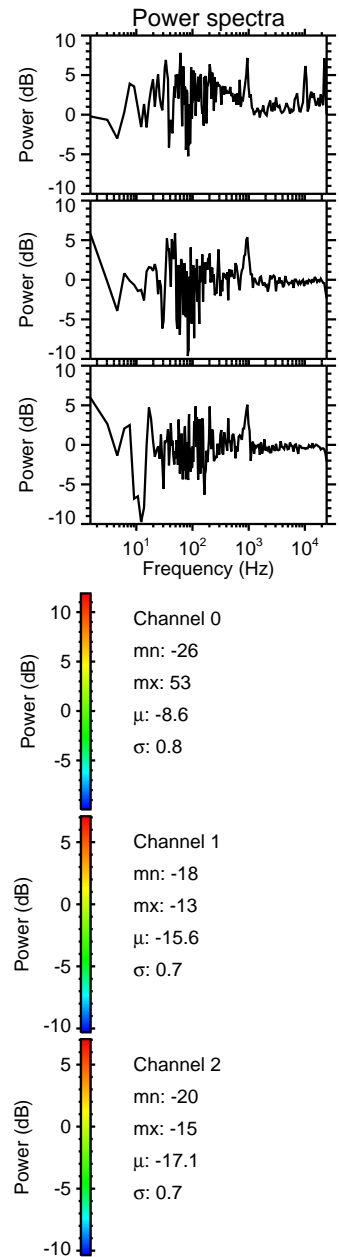 Power spectra
10
5
0
-5
-10
Power (dB)
10
5
0
-5
-10
Power (dB)
10
5
0
-5
-10
Power (dB)
10¹ 10² 10³ 10⁴
Frequency (Hz)
10
5
0
-5
Power (dB)
Channel 0
mn: -26
mx: 53
μ: -8.6
σ: 0.8
5
0
-5
-10
Power (dB)
Channel 1
mn: -18
mx: -13
μ: -15.6
σ: 0.7
5
0
-5
-10
Power (dB)
Channel 2
mn: -20
mx: -15
μ: -17.1
σ: 0.7